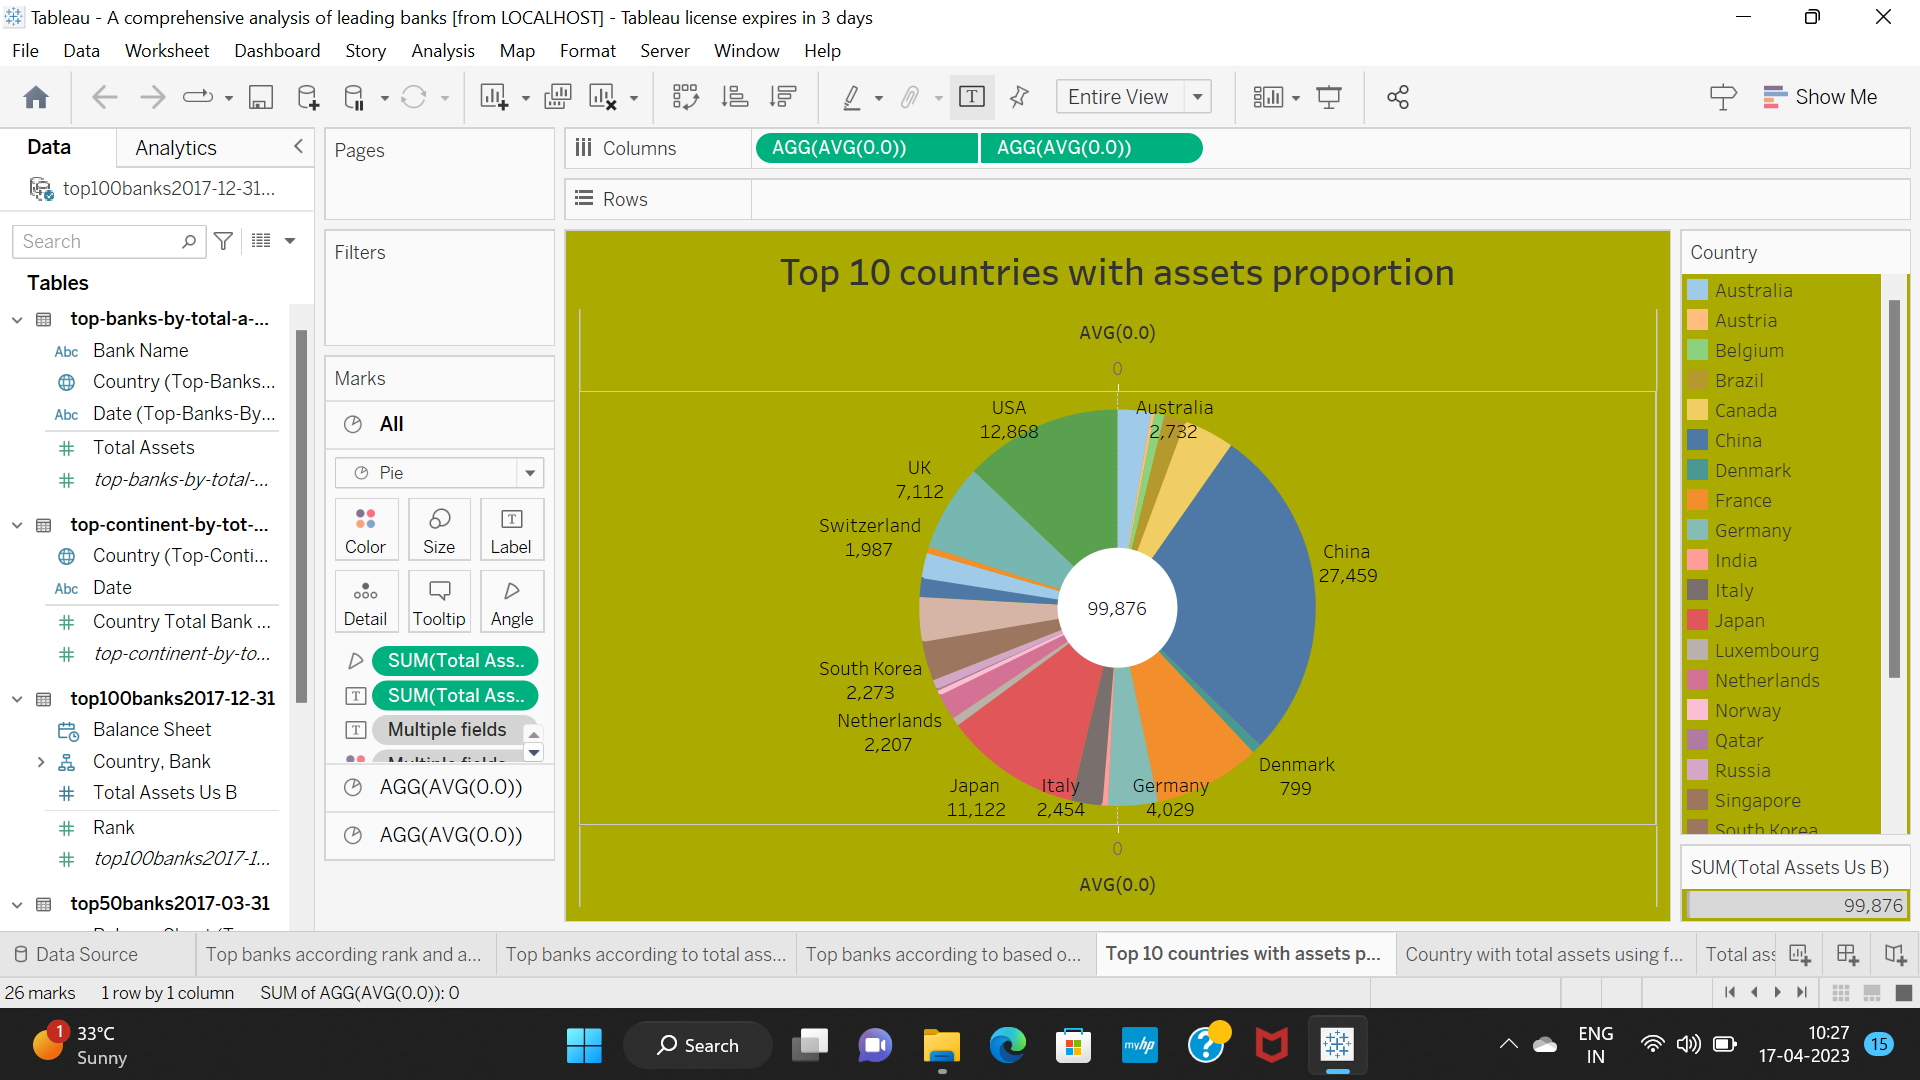 Tableau - A comprehensive analysis of leading banks [from LOCALHOST] - Tableau license expires in 3 days
File Data Worksheet Dashboard Story Analysis Map Format Server Window Help
T Entire View Show Me
Data Analytics
top100banks2017-12-31...
Search
Tables
top-banks-by-total-a-...
Abc Bank Name
Country (Top-Banks...
Abc Date (Top-Banks-By...
Total Assets
top-banks-by-total-...
top-continent-by-tot-...
Country (Top-Conti...
Abc Date
Country Total Bank ...
top-continent-by-to...
top100banks2017-12-31
Balance Sheet
Country, Bank
Total Assets Us B
Rank
top100banks2017-1...
top50banks2017-03-31
Pages
Filters
Marks
All
Pie
Color Size Label
Detail Tooltip Angle
SUM(Total Ass..
SUM(Total Ass..
Multiple fields
Multiple fields
AGG(AVG(0.0))
AGG(AVG(0.0))
Columns AGG(AVG(0.0)) AGG(AVG(0.0))
Rows
Top 10 countries with assets proportion
AVG(0.0)
0
USA
12,868
Australia
2,732
UK
7,112
Switzerland
1,987
China
27,459
99,876
South Korea
2,273
Netherlands
2,207
Denmark
799
Japan
11,122
Italy
2,454
Germany
4,029
0
AVG(0.0)
Country
Australia
Austria
Belgium
Brazil
Canada
China
Denmark
France
Germany
India
Italy
Japan
Luxembourg
Netherlands
Norway
Qatar
Russia
Singapore
South Korea
SUM(Total Assets Us B)
99,876
Data Source Top banks according rank and a... Top banks according to total ass... Top banks according to based o... Top 10 countries with assets p... Country with total assets using f... Total ass
26 marks 1 row by 1 column SUM of AGG(AVG(0.0)): 0
1 33°C
Sunny
Search
myhp
ENG
IN
10:27
17-04-2023
15